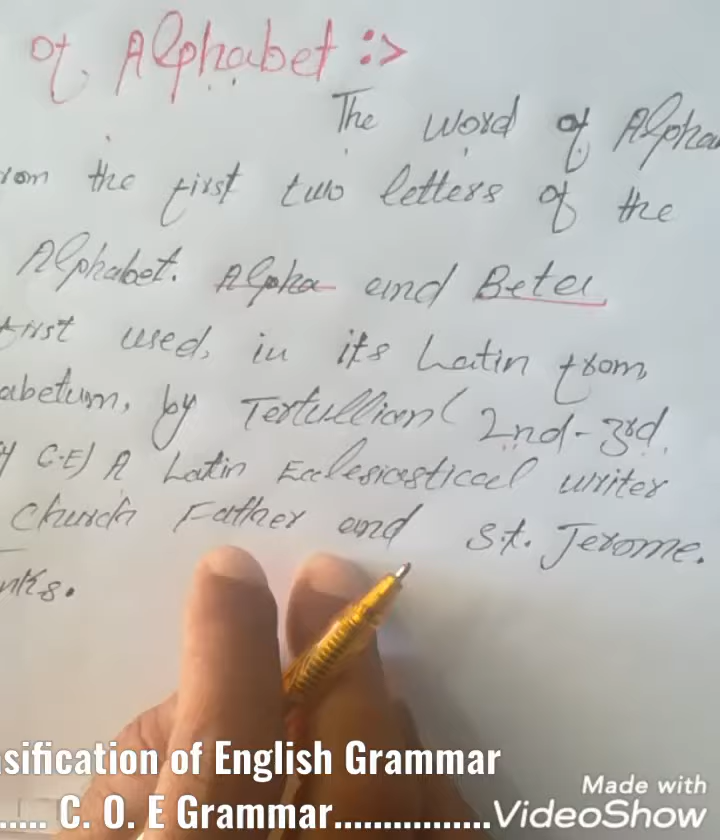 of Alphabet :>
The word of Alpha
rom the first two letters of the
Alphabet. Alpha and Beta
first used, in its Latin from,
abetum, by Tertullian( 2nd-3rd.
y C.E) A Latin Ecclesiastical writer
Church Father and S.t. Jerome.
nks.
sification of English Grammar
..... C. O. E Grammar................
Made with
VideoShow